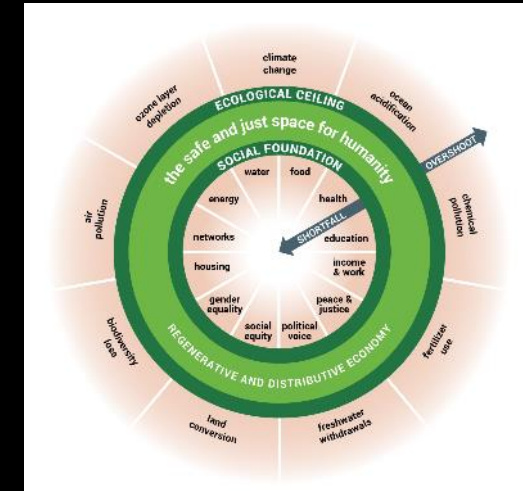 climate
change
ocean
acidification
chemical
pollution
fertilizer
use
freshwater
withdrawals
land
conversion
biodiversity
loss
air
pollution
ozone layer
depletion
ECOLOGICAL CEILING
the safe and just space for humanity
SOCIAL FOUNDATION
OVERSHOOT
SHORTFALL
water
food
health
education
income
& work
peace &
justice
political
voice
social
equity
gender
equality
housing
networks
energy
REGENERATIVE AND DISTRIBUTIVE ECONOMY